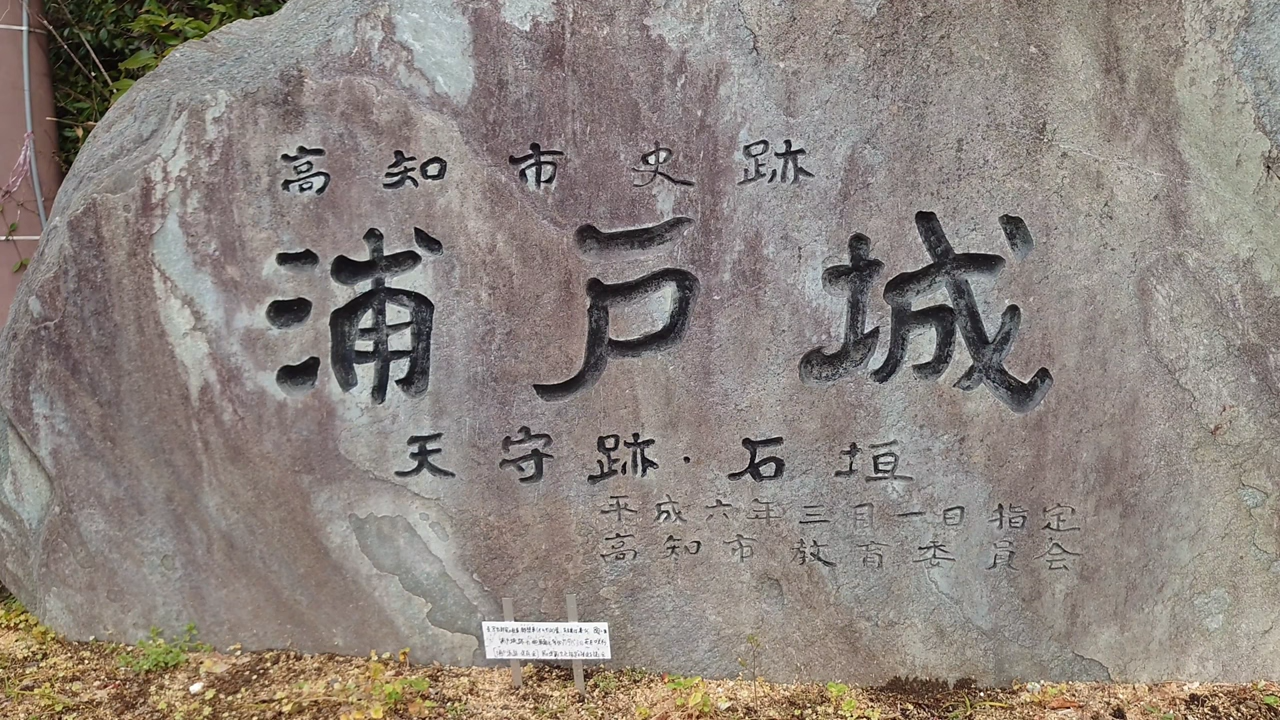 高知市史跡
浦戸城
天守跡・石垣
平成六年三月一日指定
高知市教育委員会